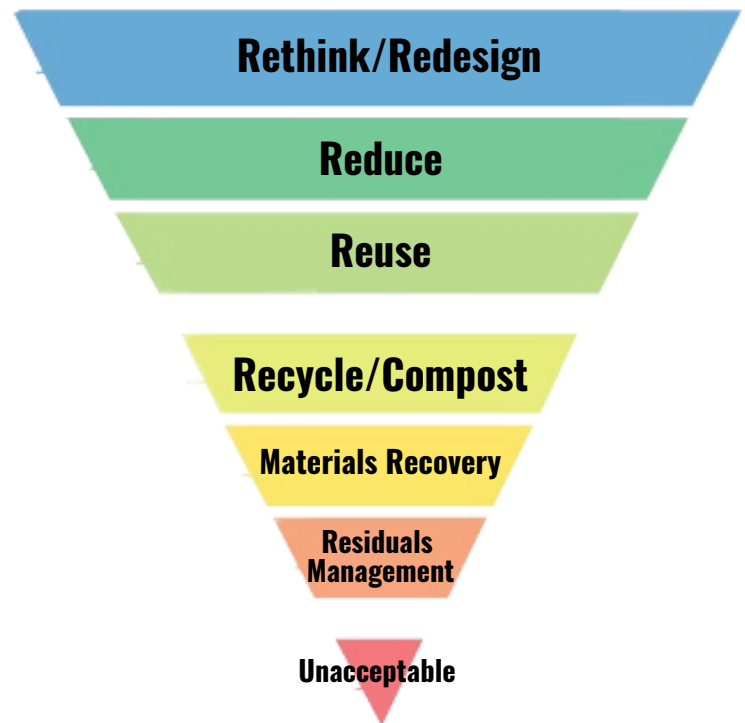 Rethink/Redesign
Reduce
Reuse
Recycle/Compost
Materials Recovery
Residuals
Management
Unacceptable